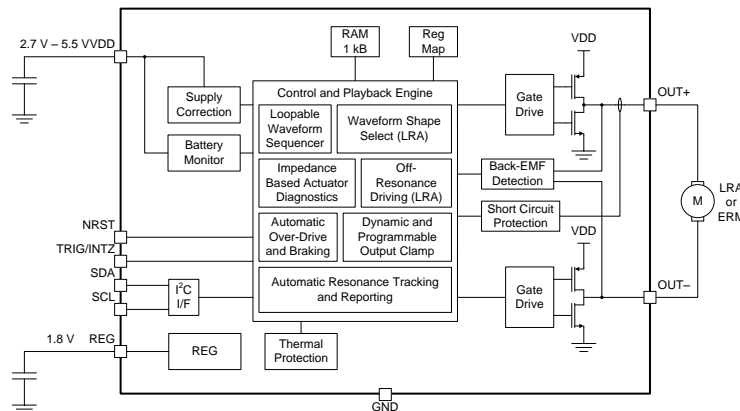 2.7 V – 5.5 VVDD
RAM
1 kB
Reg
Map
VDD
Supply
Correction
Battery
Monitor
Control and Playback Engine
Loopable
Waveform
Sequencer
Waveform Shape
Select (LRA)
Impedance
Based Actuator
Diagnostics
Off-
Resonance
Driving (LRA)
Automatic
Over-Drive
and Braking
Dynamic and
Programmable
Output Clamp
Automatic Resonance Tracking
and Reporting
Gate
Drive
OUT+
Back-EMF
Detection
Short Circuit
Protection
M
LRA
or
ERM
VDD
Gate
Drive
OUT–
NRST
TRIG/INTZ
SDA
SCL
I²C
I/F
1.8 V
REG
REG
Thermal
Protection
GND